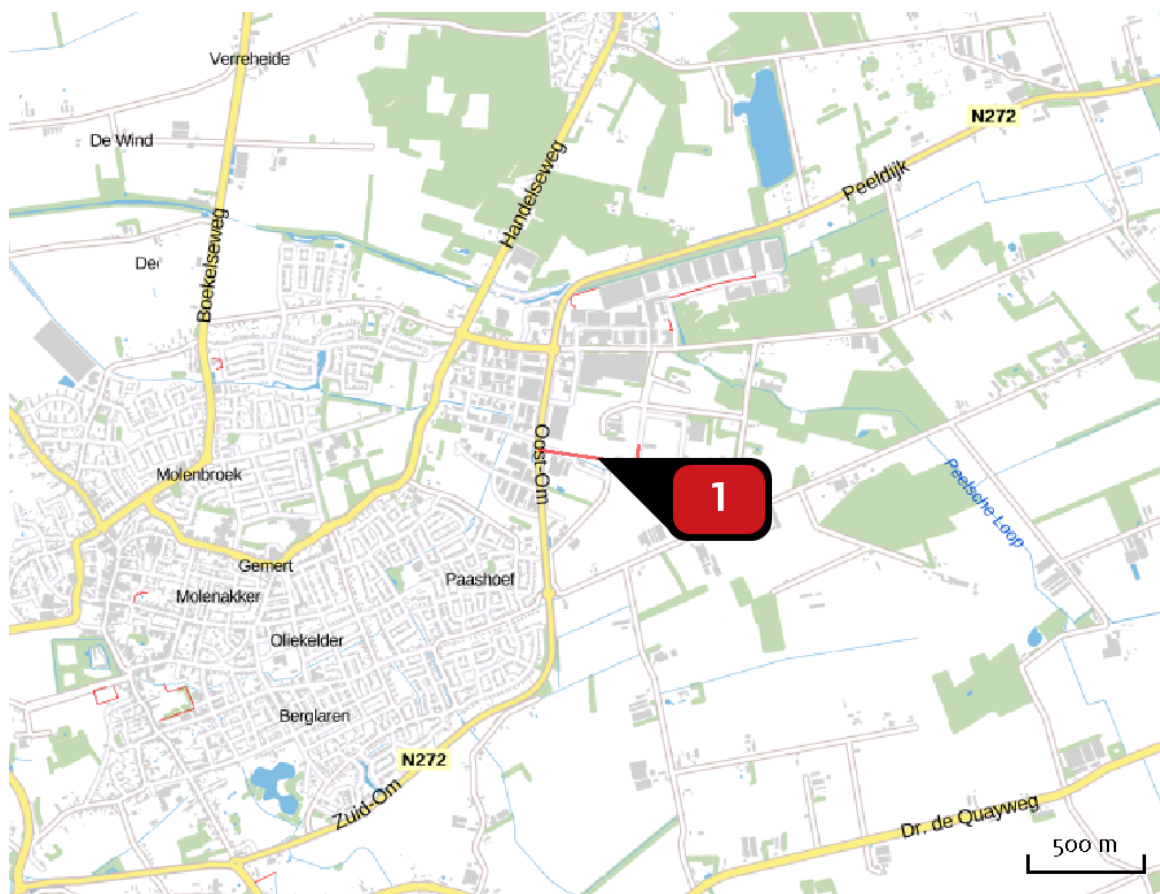 Verreheide
N272
De Wind
Peeldijk
Handelseweg
Boekelseweg
De
Oost-Om
Molenbroek
1
Peelsche-Loop
Gemert
Paashoef
Molenakker
Oliekelder
Berglaren
N272
Zuid-Om
Dr. de Quayweg
500 m